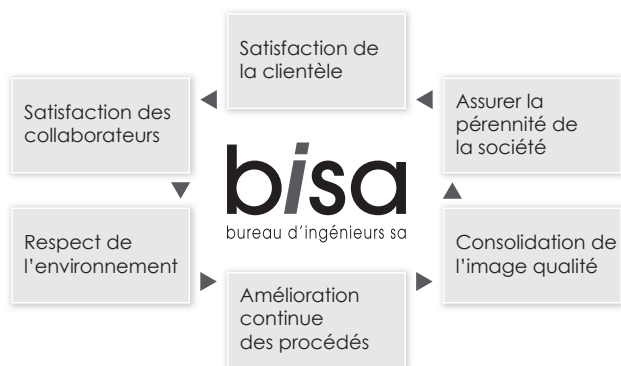 Satisfaction de
la clientèle
Satisfaction des
collaborateurs
Assurer la
pérennité de
la société
bisa
bureau d'ingénieurs sa
Respect de
l'environnement
Consolidation de
l'image qualité
Amélioration
continue
des procédés